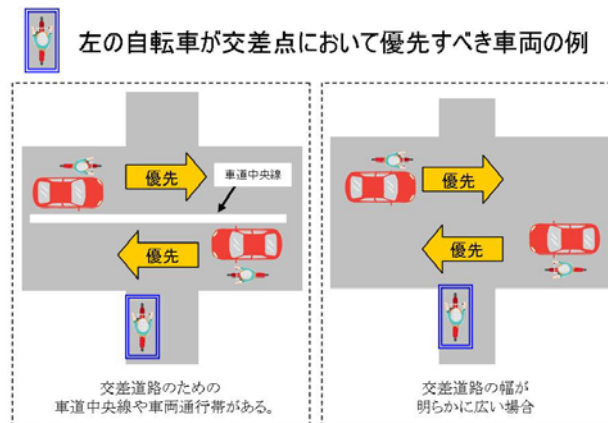 左の自転車が交差点において優先すべき車両の例
優先
車道中央線
優先
交差道路のための
車道中央線や車両通行帯がある。
優先
優先
交差道路の幅が
明らかに広い場合